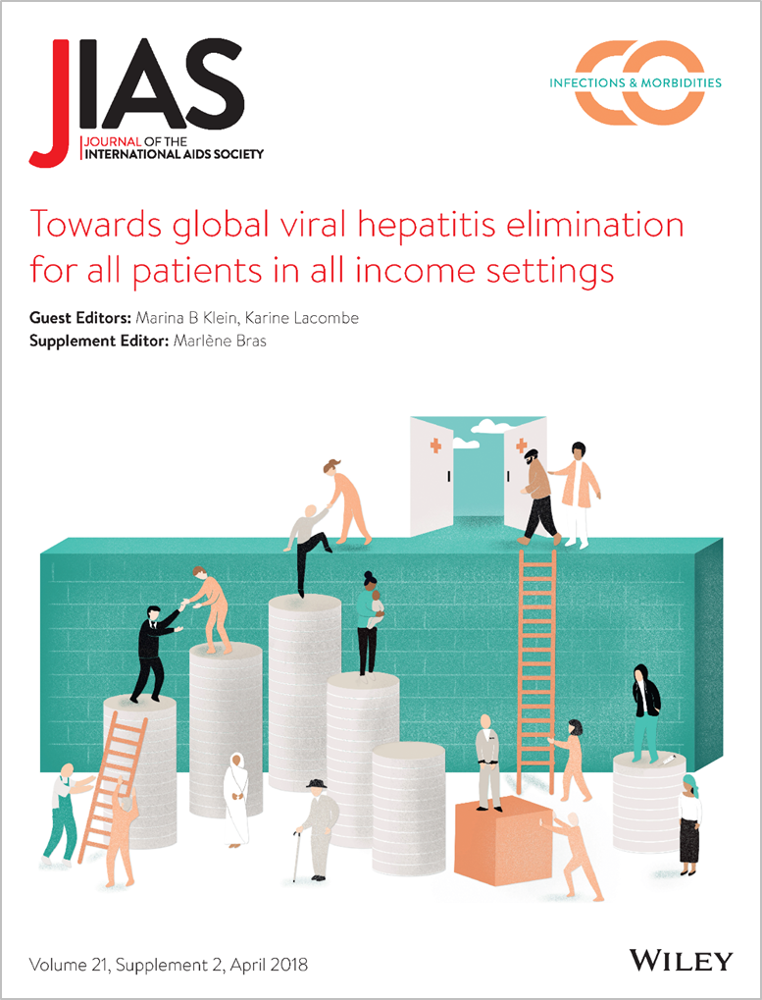 JIAS
JOURNAL OF THE
INTERNATIONAL AIDS SOCIETY
CO
INFECTIONS & MORBIDITIES
Towards global viral hepatitis elimination
for all patients in all income settings
Guest Editors: Marina B Klein, Karine Lacombe
Supplement Editor: Marlène Bras
Volume 21, Supplement 2, April 2018
WILEY